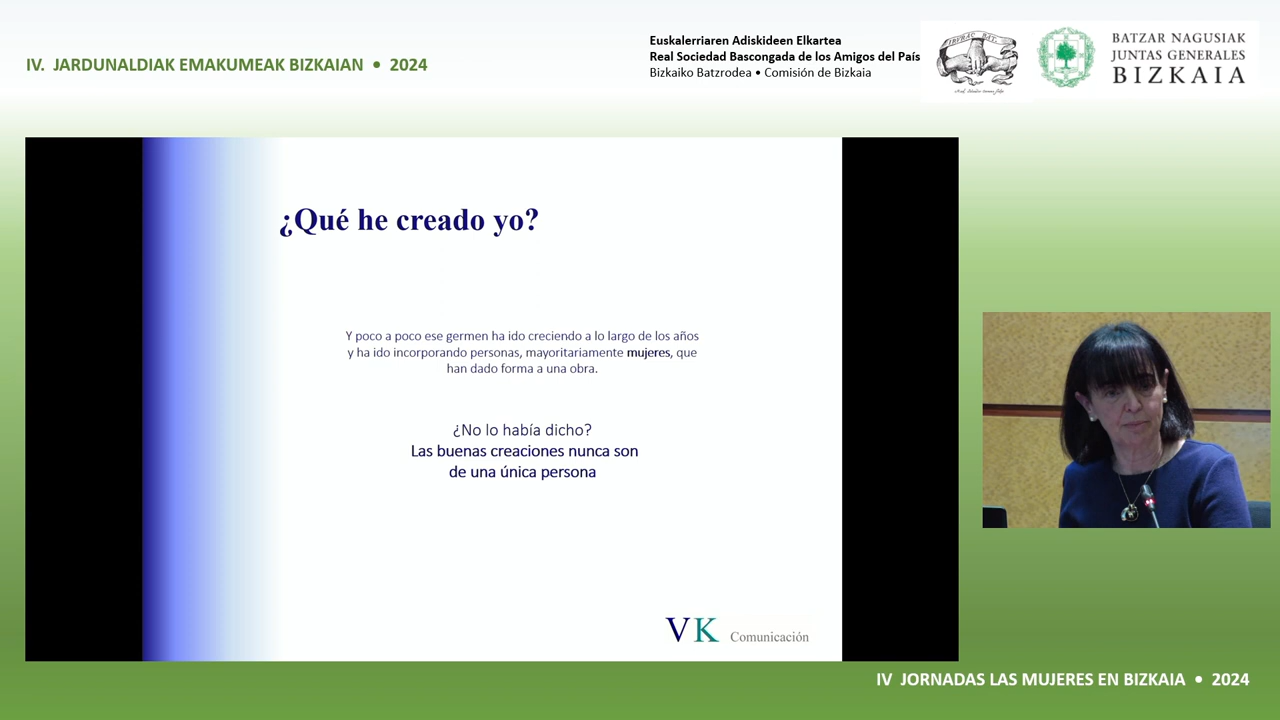 IV. JARDUNALDIAK EMAKUMEAK BIZKAIAN • 2024
Euskalerriaren Adiskideen Elkartea
Real Sociedad Bascongada de los Amigos del País
Bizkaiko Batzrodea • Comisión de Bizkaia
BATZAR NAGUSIAK
JUNTAS GENERALES
BIZKAIA
¿Qué he creado yo?
Y poco a poco ese germen ha ido creciendo a lo largo de los años
y ha ido incorporando personas, mayoritariamente mujeres, que
han dado forma a una obra.
¿No lo había dicho?
Las buenas creaciones nunca son
de una única persona
VK Comunicación
IV JORNADAS LAS MUJERES EN BIZKAIA • 2024